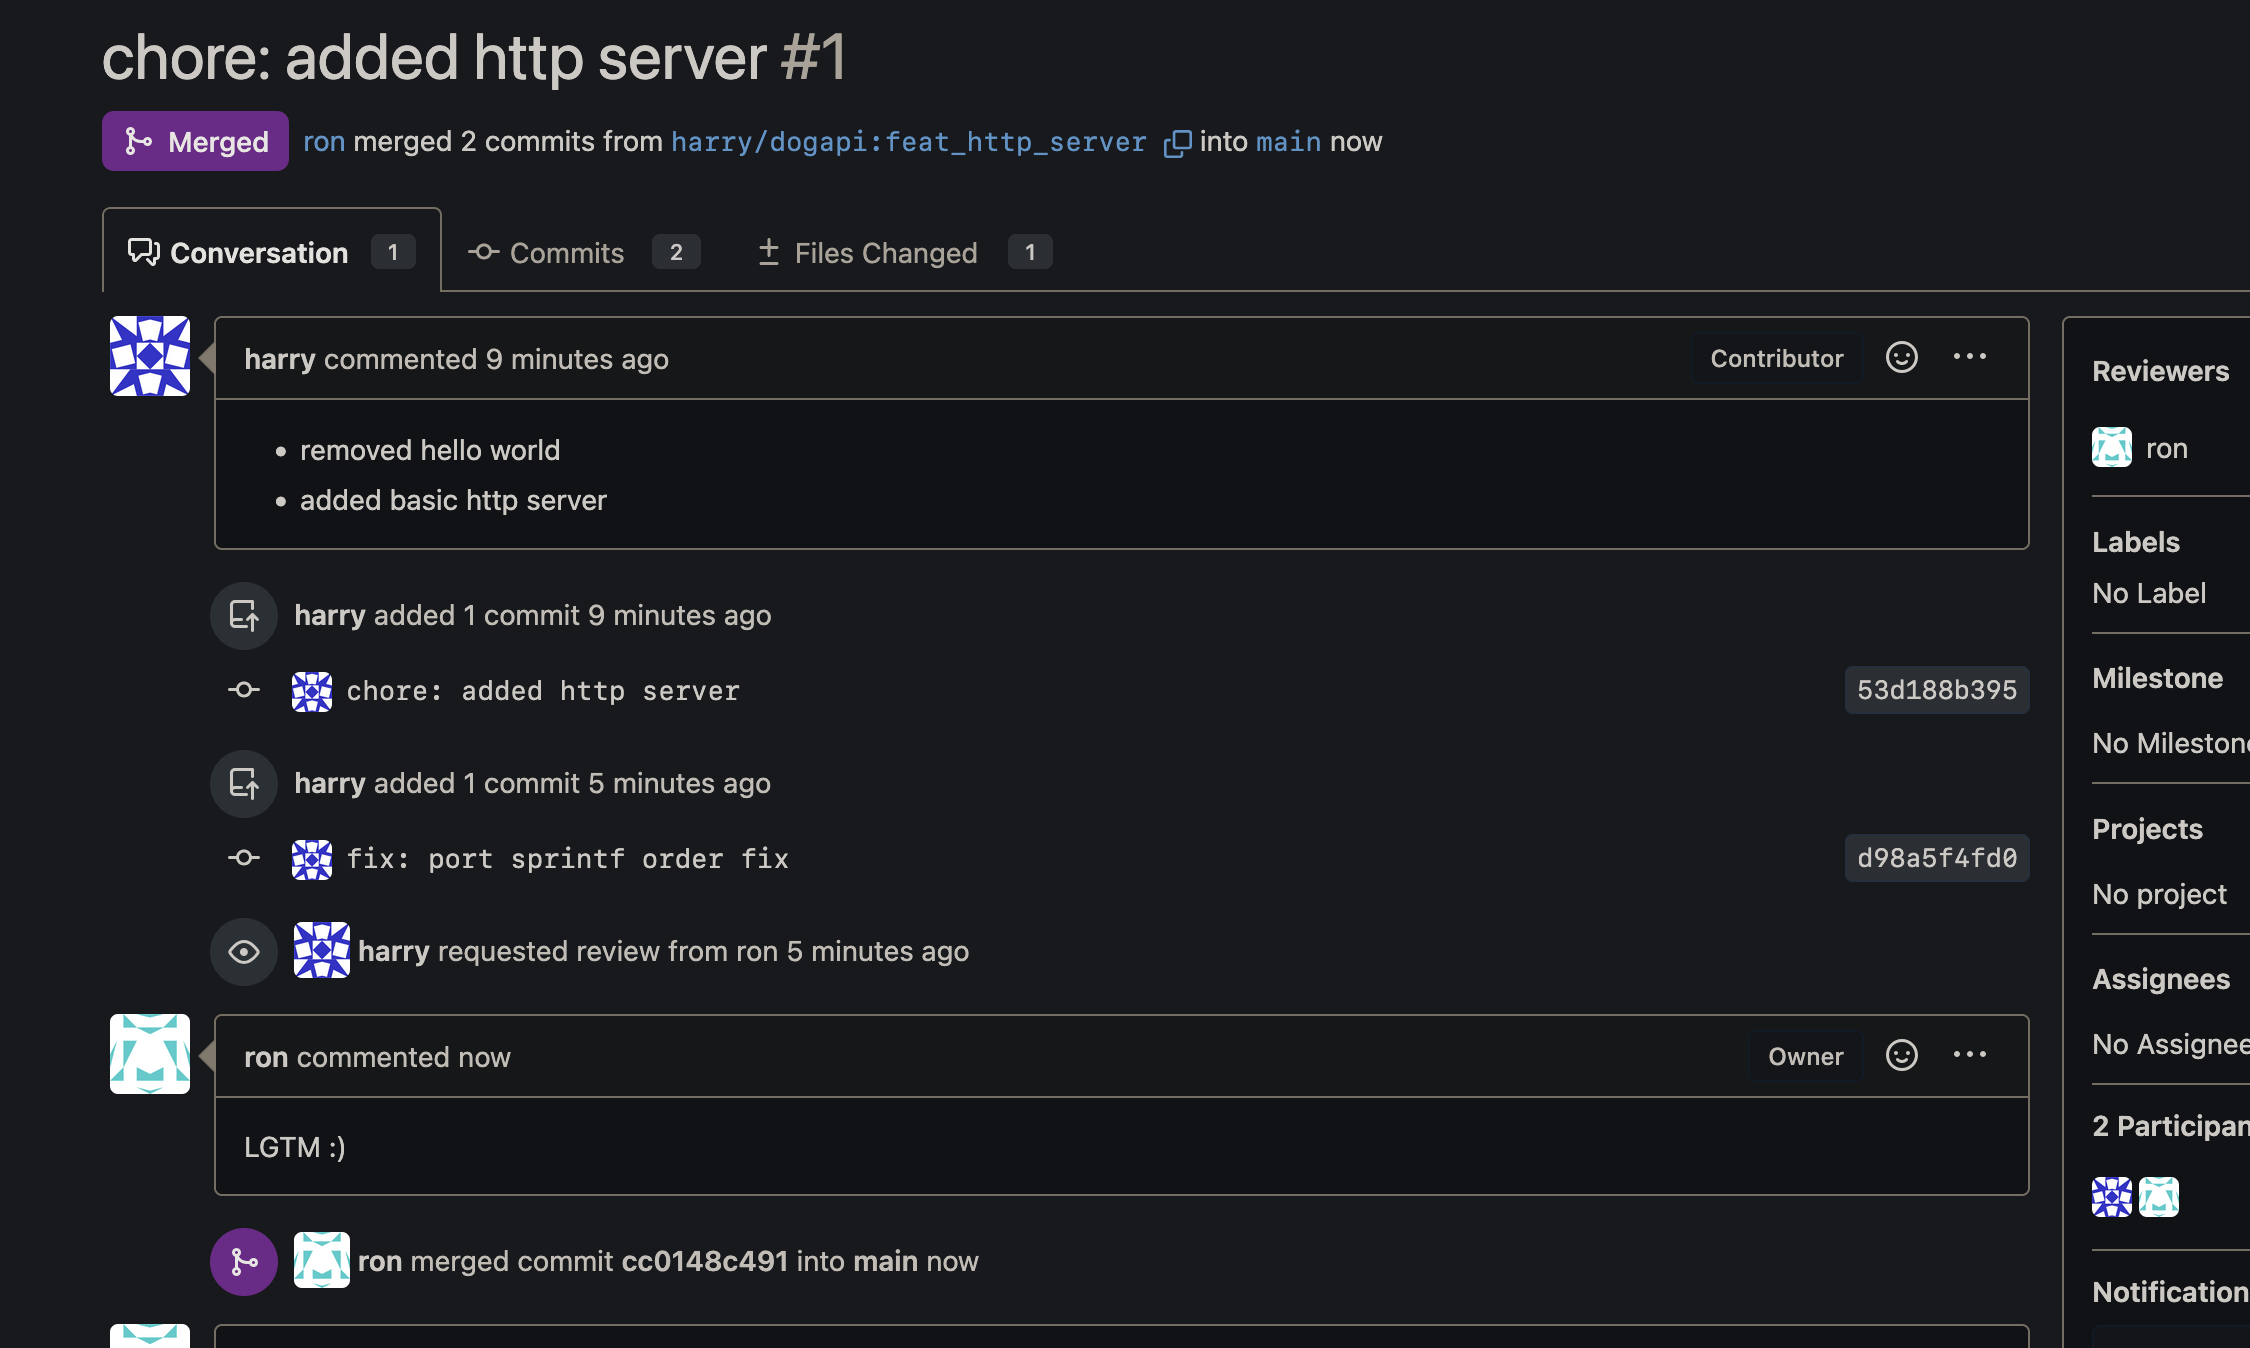 chore: added http server #1
Merged ron merged 2 commits from harry/dogapi:feat_http_server into main now
Conversation 1 Commits 2 Files Changed 1
harry commented 9 minutes ago Contributor
removed hello world
added basic http server
harry added 1 commit 9 minutes ago
chore: added http server 53d188b395
harry added 1 commit 5 minutes ago
fix: port sprintf order fix d98a5f4fd0
harry requested review from ron 5 minutes ago
ron commented now Owner
LGTM :)
ron merged commit cc0148c491 into main now
Reviewers
ron
Labels
No Label
Milestone
No Mileston
Projects
No project
Assignees
No Assignee
2 Participan
Notification